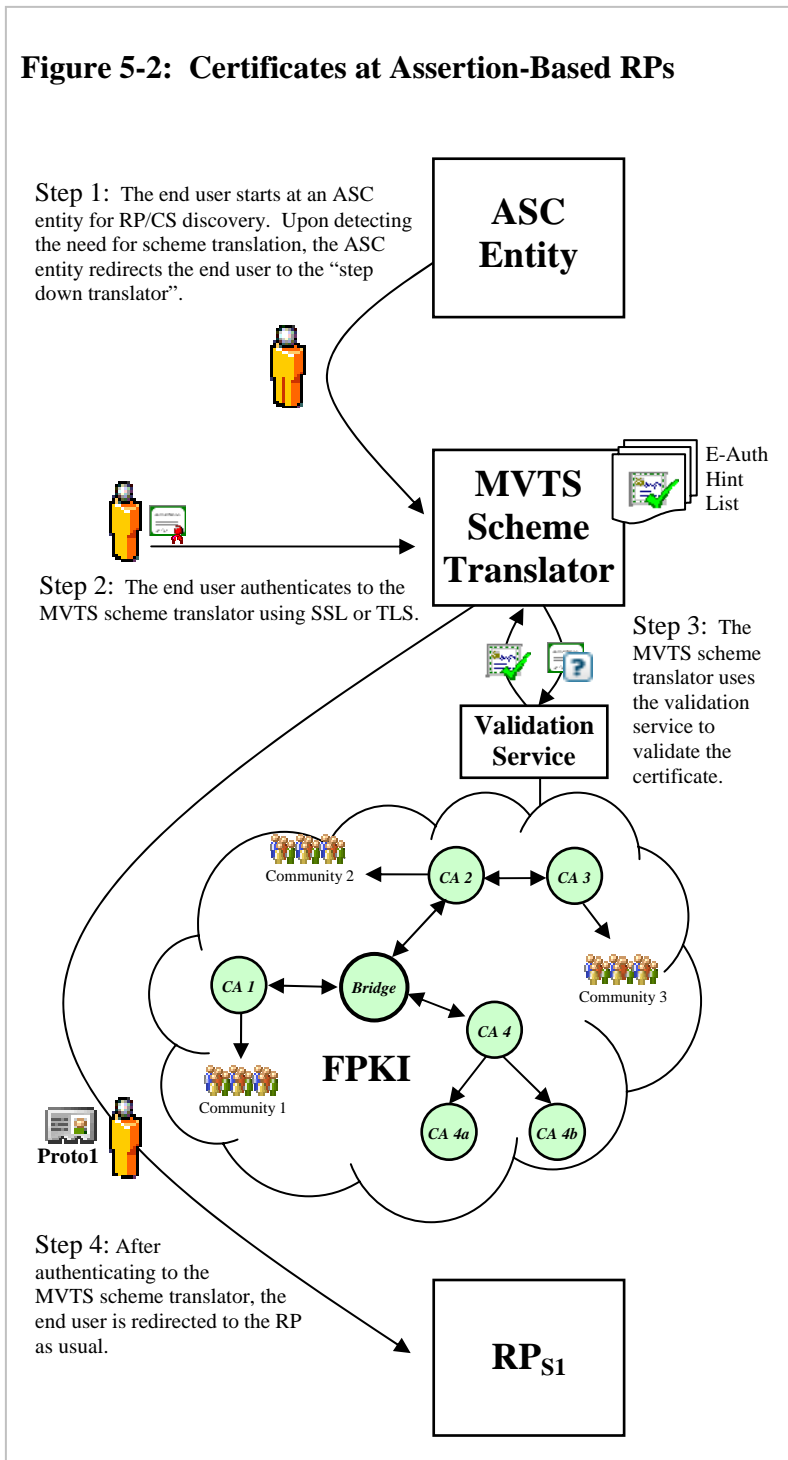 Figure 5-2: Certificates at Assertion-Based RPs
Step 1: The end user starts at an ASC
entity for RP/CS discovery. Upon detecting
the need for scheme translation, the ASC
entity redirects the end user to the “step
down translator”.
ASC
Entity
MVTS
Scheme
Translator
E-Auth
Hint
List
Step 2: The end user authenticates to the
MVTS scheme translator using SSL or TLS.
Step 3: The
MVTS scheme
translator uses
the validation
service to
validate the
certificate.
?
Validation
Service
Community 2
CA 2
CA 3
Community 3
CA 1
Bridge
CA 4
FPKI
Community 1
CA 4a
CA 4b
Proto1
Step 4: After
authenticating to the
MVTS scheme translator, the
end user is redirected to the RP
as usual.
RPS1